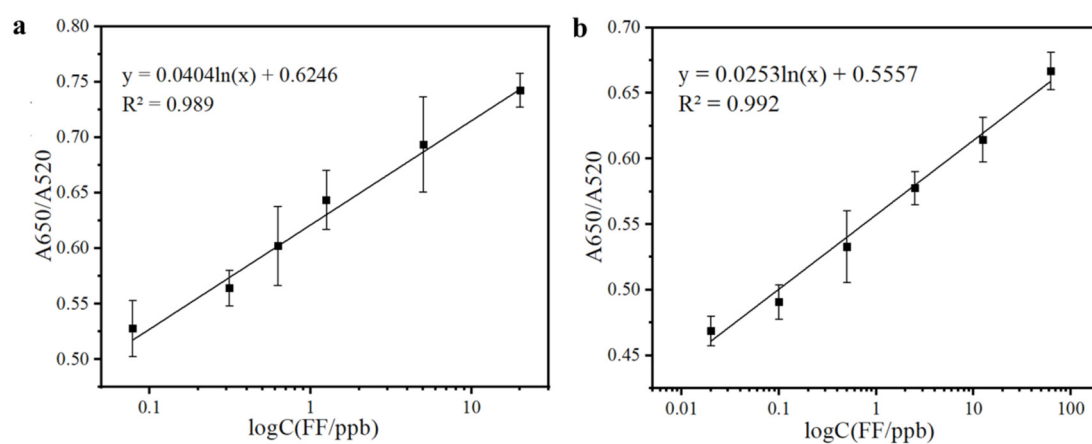 a
y = 0.0404ln(x) + 0.6246
R² = 0.989
A650/A520
0.80
0.75
0.70
0.65
0.60
0.55
0.50
0.1
1
10
logC(FF/ppb)
b
y = 0.0253ln(x) + 0.5557
R² = 0.992
A650/A520
0.70
0.65
0.60
0.55
0.50
0.45
0.01
0.1
1
10
100
logC(FF/ppb)